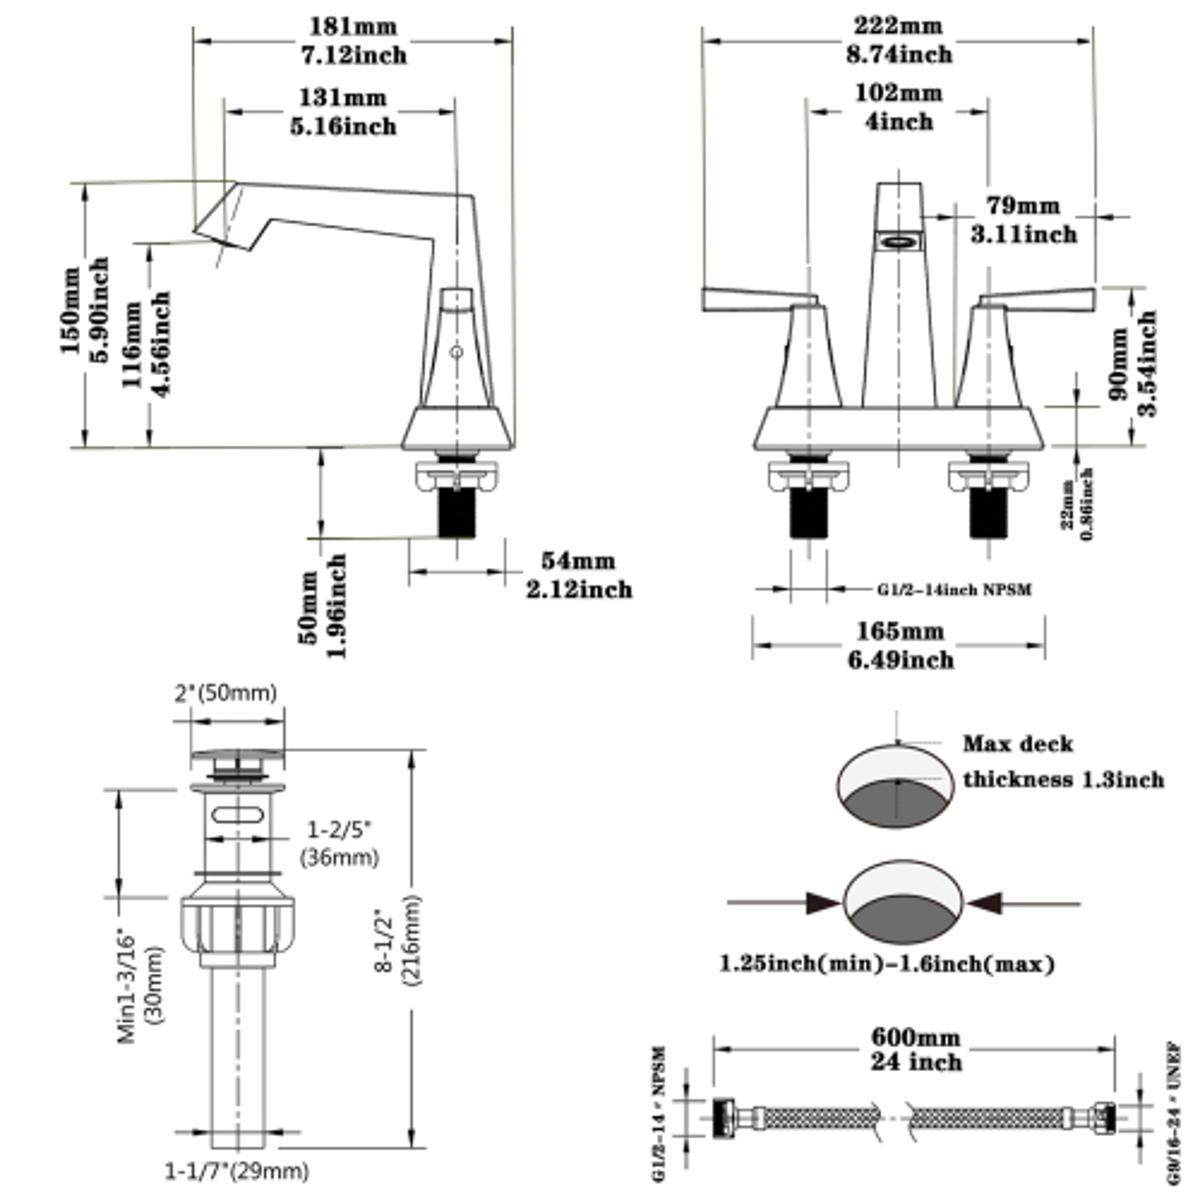 181mm
7.12inch
131mm
5.16inch
150mm
5.90inch
116mm
4.56inch
50mm
1.96inch
54mm
2.12inch
222mm
8.74inch
102mm
4inch
79mm
3.11inch
90mm
3.54inch
22mm
0.86inch
G1/2-14inch NPSM
165mm
6.49inch
2"(50mm)
1-2/5"
(36mm)
Min1-3/16"
(30mm)
8-1/2"
(216mm)
1-1/7"(29mm)
Max deck
thickness 1.3inch
1.25inch(min)-1.6inch(max)
600mm
24 inch
G1/2-14 " NPSM
G9/16-24 " UNEF